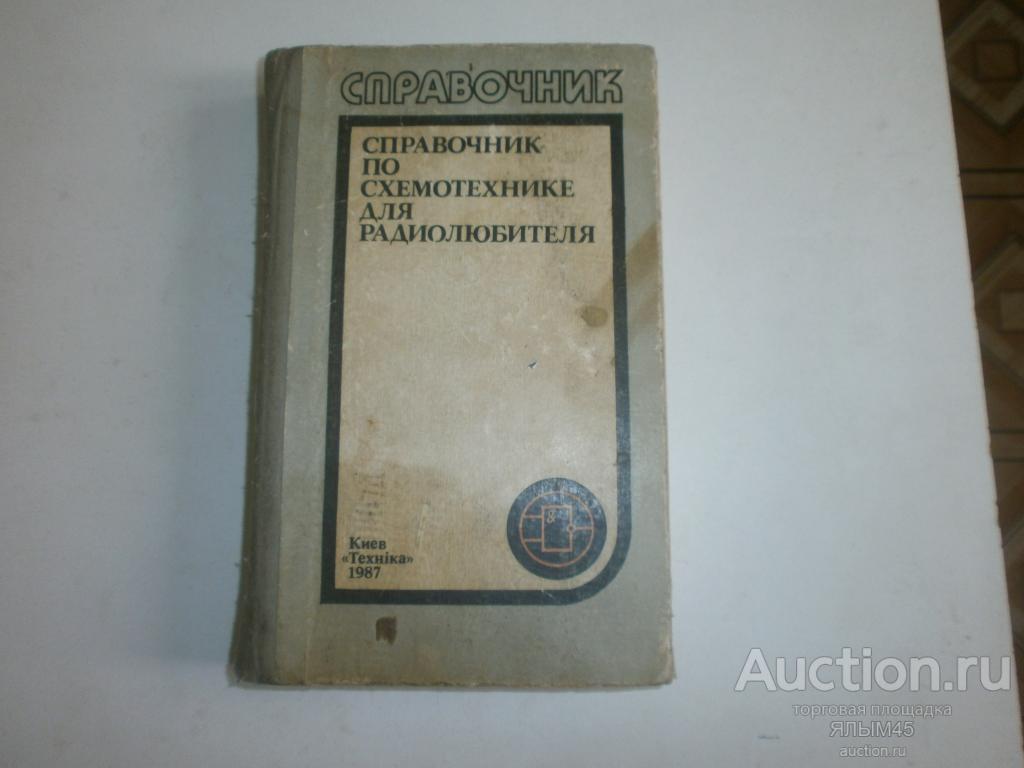 СПРАВОЧНИК
СПРАВОЧНИК
ПО
СХЕМОТЕХНИКЕ
ДЛЯ
РАДИОЛЮБИТЕЛЯ
&
Киев
«Техніка»
1987
Auction.ru
торговая площадка
ЯЛЫМ45
auction.ru